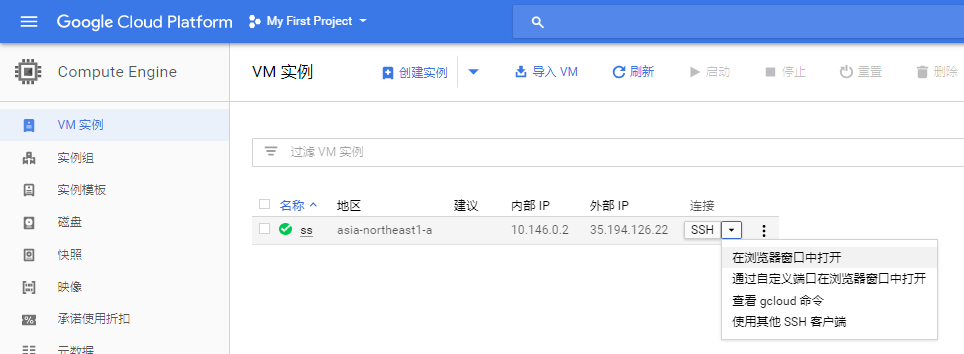 Google Cloud Platform My First Project
Compute Engine
VM 实例 创建实例 导入 VM 刷新 启动 停止 重置 删除
VM 实例
实例组
实例模板
磁盘
快照
映像
承诺使用折扣
元数据
过滤 VM 实例
名称 地区 建议 内部 IP 外部 IP 连接
ss asia-northeast1-a 10.146.0.2 35.194.126.22 SSH
在浏览器窗口中打开
通过自定义端口在浏览器窗口中打开
查看 gcloud 命令
使用其他 SSH 客户端